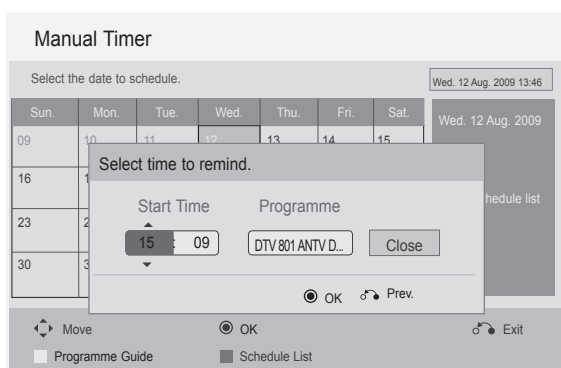 Manual Timer
Select the date to schedule.
Wed. 12 Aug. 2009 13:46
Sun. Mon. Tue. Wed. Thu. Fri. Sat.
Wed. 12 Aug. 2009
09 10 11 12 13 14 15
Select time to remind.
16 1
hedule list
Start Time Programme
23 2
15 : 09 DTV 801 ANTV D... Close
30 3
OK Prev.
Move OK Exit
Programme Guide Schedule List